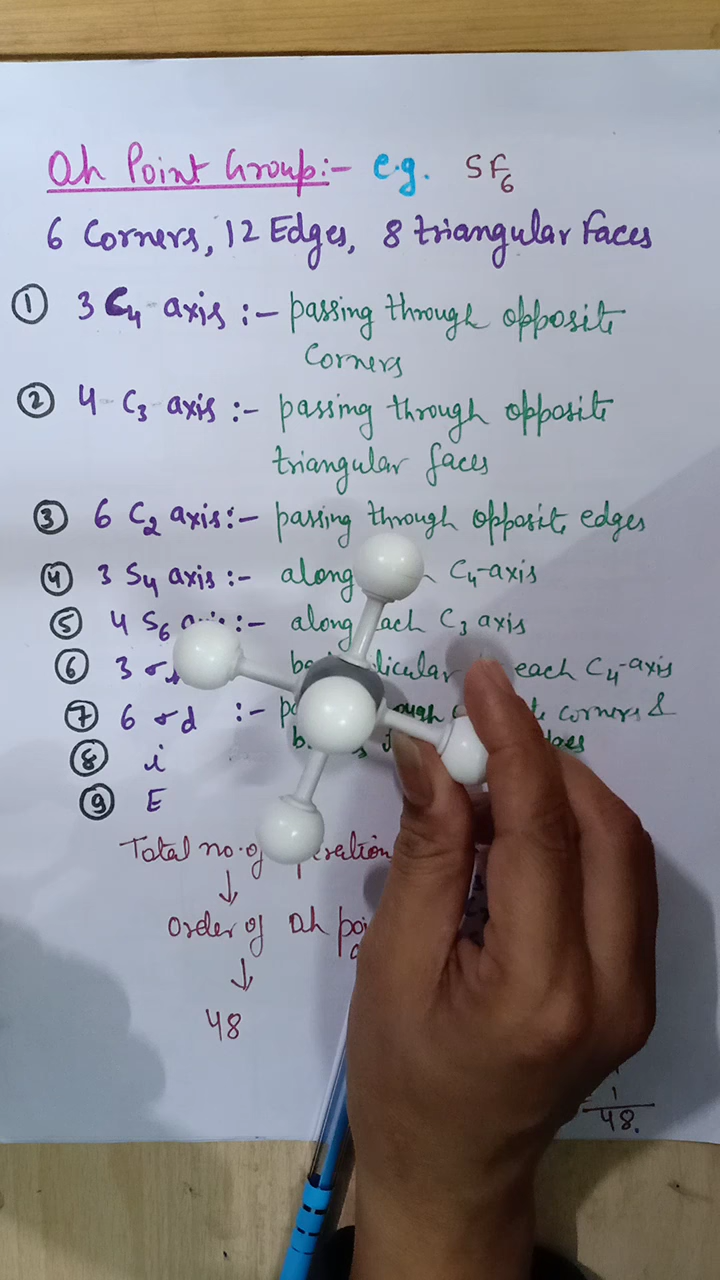 Oh Point Group:- e.g. SF6
6 Corners, 12 Edges, 8 triangular faces
① 3 C4 axis :- passing through opposite
corners
② 4 C3 axis :- passing through opposite
triangular faces
③ 6 C2 axis:- passing through opposite edges
④ 3 S4 axis :- along C4-axis
⑤ 4 S6 :- along each C3 axis
⑥ 3 each C4-axis
⑦ 6 σd :- corners &
⑧ i
⑨ E
Total no. of
↓
Order of Oh
↓
48
1
48.